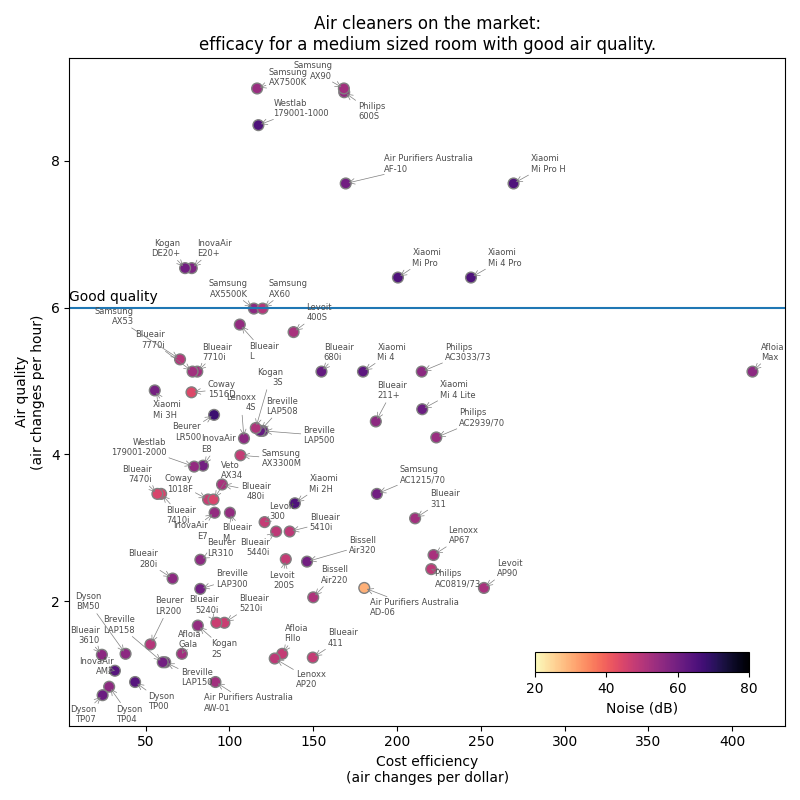 Air cleaners on the market:
efficacy for a medium sized room with good air quality.
Samsung
AX7500K
Samsung
AX90
Philips
600S
Westlab
179001-1000
Air Purifiers Australia
AF-10
Xiaomi
Mi Pro H
Kogan
DE20+
InovaAir
E20+
Xiaomi
Mi Pro
Xiaomi
Mi 4 Pro
Samsung
AX5500K
Samsung
AX60
Good quality
Samsung
AX53
Levoit
400S
Blueair
7770i
Blueair
7710i
Blueair
L
Blueair
680i
Xiaomi
Mi 4
Philips
AC3033/73
Afloia
Max
Kogan
3S
Coway
1516D
Xiaomi
Mi 3H
Lenoxx
4S
Breville
LAP508
Blueair
211+
Xiaomi
Mi 4 Lite
Philips
AC2939/70
Beurer
LR500
Breville
LAP500
Westlab
179001-2000
InovaAir
E8
Samsung
AX3300M
Veto
AX34
Blueair
7470i
Coway
1018F
Blueair
480i
Xiaomi
Mi 2H
Samsung
AC1215/70
Blueair
311
Blueair
7410i
InovaAir
E7
Blueair
M
Levoit
300
Blueair
5410i
Blueair
5440i
Beurer
LR310
Bissell
Air320
Lenoxx
AP67
Blueair
280i
Breville
LAP300
Levoit
200S
Bissell
Air220
Philips
AC0819/73
Levoit
AP90
Air Purifiers Australia
AD-06
Dyson
BM50
Beurer
LR200
Blueair
5240i
Blueair
5210i
Breville
LAP158
Blueair
3610
Afloia
Gala
Kogan
2S
Afloia
Fillo
Blueair
411
InovaAir
Breville
LAP150
Lenoxx
AP20
Dyson
TP00
Air Purifiers Australia
AW-01
Dyson
TP07
Dyson
TP04
8
6
4
2
Air quality
(air changes per hour)
50
100
150
200
250
300
350
400
Cost efficiency
(air changes per dollar)
20
40
60
80
Noise (dB)